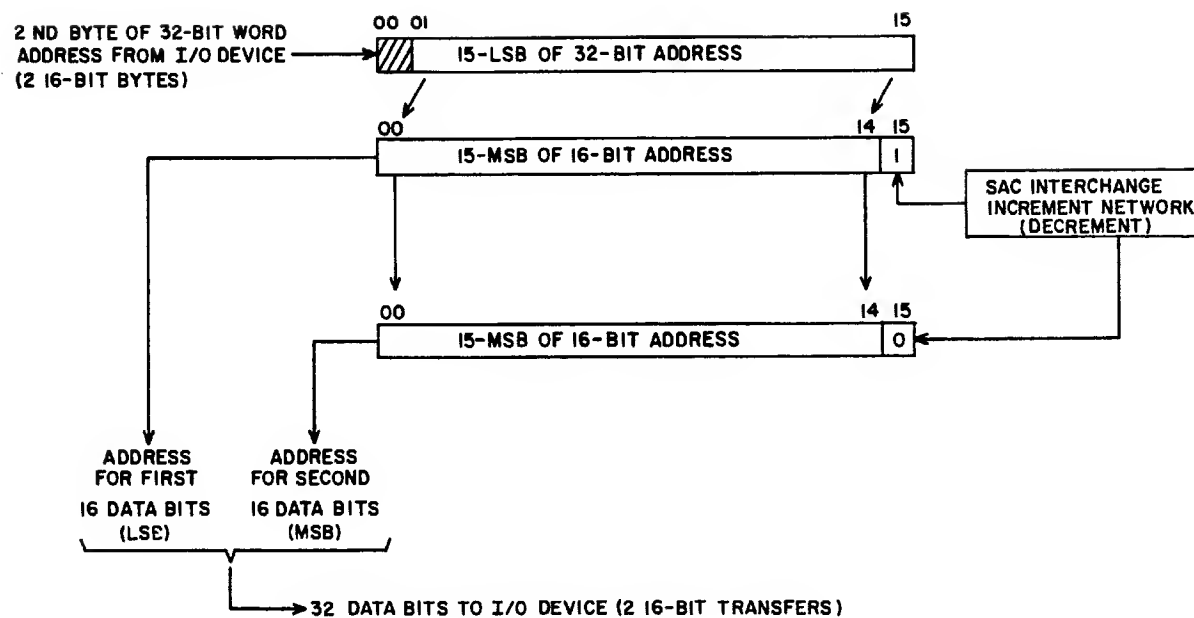 00 01 15
2 ND BYTE OF 32-BIT WORD
ADDRESS FROM I/O DEVICE
(2 16-BIT BYTES)
15-LSB OF 32-BIT ADDRESS
00 14 15
15-MSB OF 16-BIT ADDRESS 1
SAC INTERCHANGE
INCREMENT NETWORK
(DECREMENT)
00 14 15
15-MSB OF 16-BIT ADDRESS 0
ADDRESS
FOR FIRST
16 DATA BITS
(LSE)
ADDRESS
FOR SECOND
16 DATA BITS
(MSB)
32 DATA BITS TO I/O DEVICE (2 16-BIT TRANSFERS)